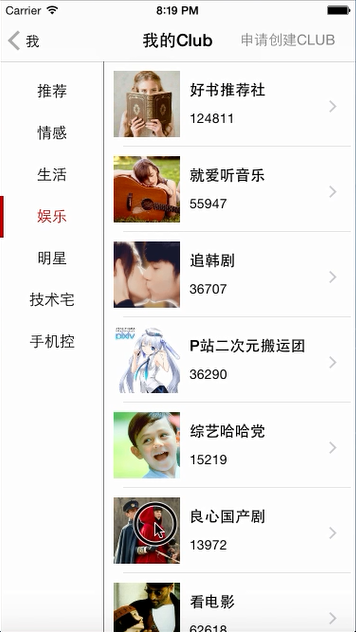 Carrier 8:19 PM
我 我的Club 申请创建CLUB
推荐
情感
生活
娱乐
明星
技术宅
手机控
好书推荐社
124811
就爱听音乐
55947
追韩剧
36707
P站二次元搬运团
36290
综艺哈哈党
15219
良心国产剧
13972
看电影
62618